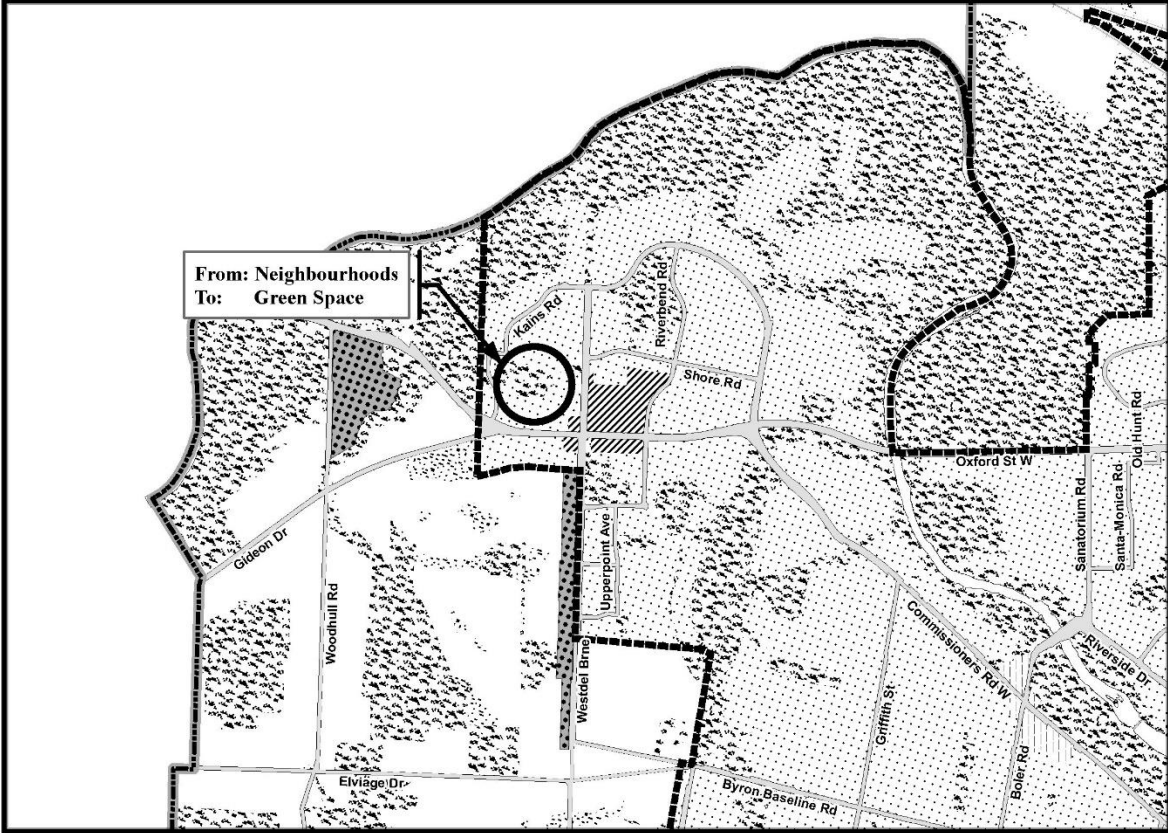 From: Neighbourhoods
To: Green Space
Kains Rd
Riverbend Rd
Shore Rd
Oxford St W
Old Hunt Rd
Sanatorium Rd
Santa-Monica Rd
Gideon Dr
Woodhull Rd
Upperpoint Ave
Westdel Brne
Commissioners Rd W
Riverside Dr
Griffith St
Boler Rd
Elviage Dr
Byron Baseline Rd